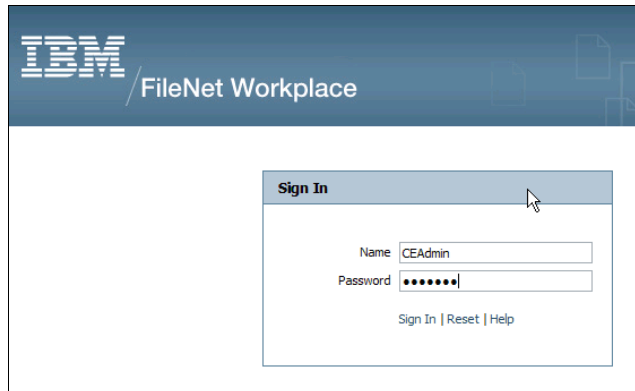 IBM
FileNet Workplace
Sign In
Name CEAdmin
Password •••••••
Sign In | Reset | Help